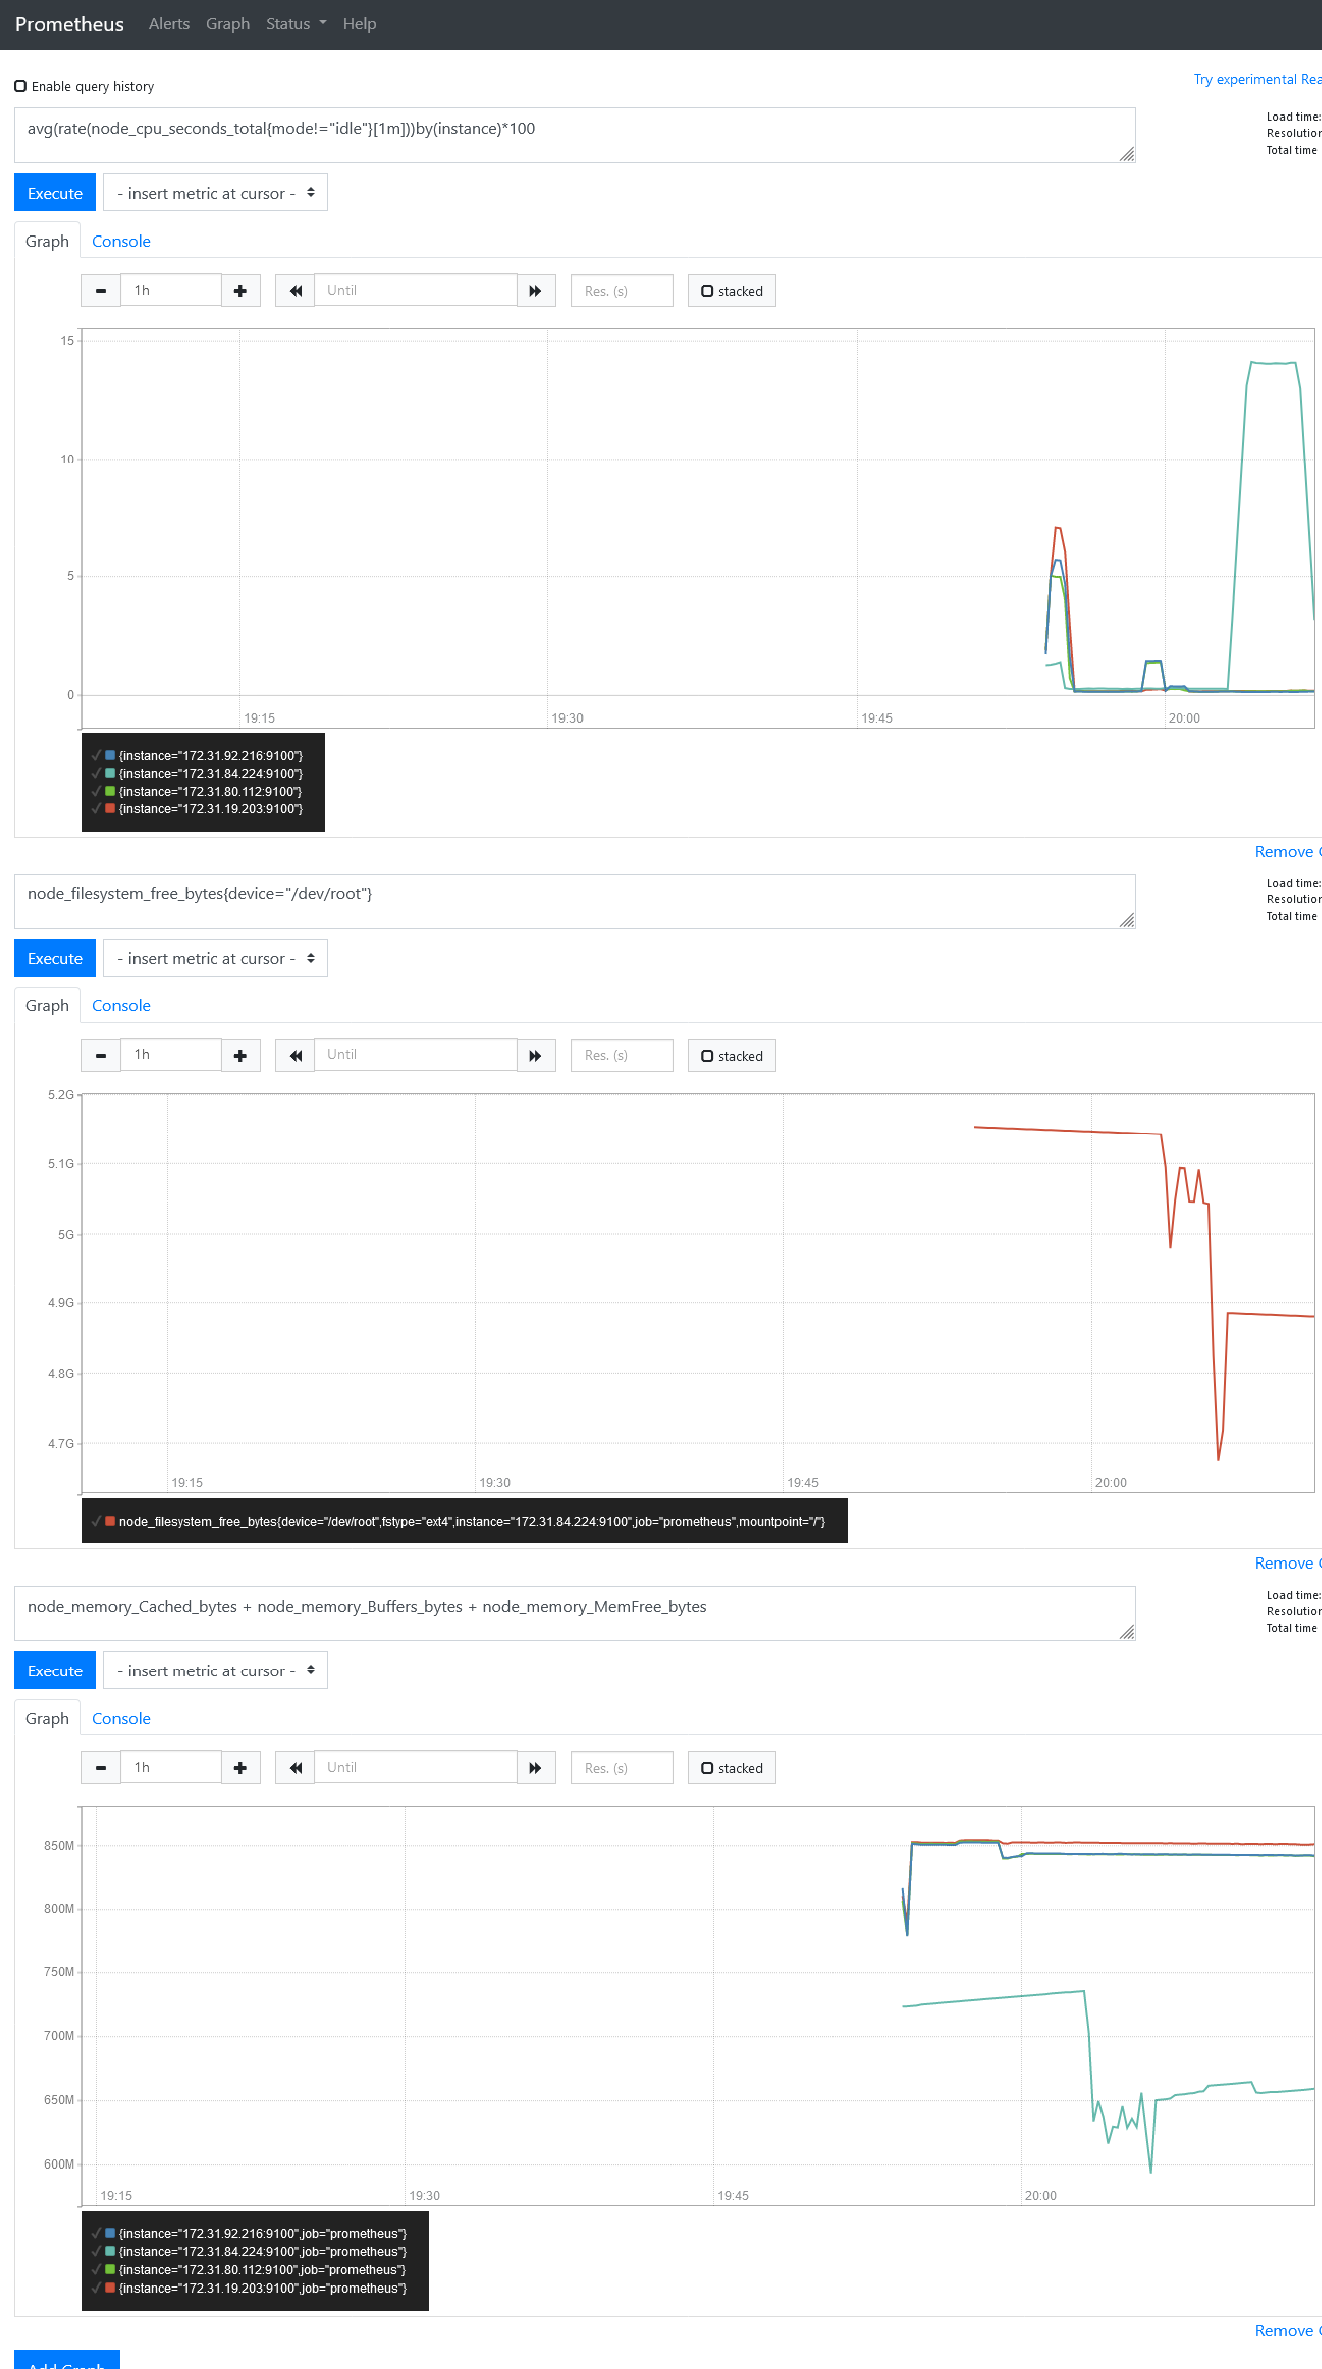 Prometheus Alerts Graph Status Help
Enable query history
Try experimental Rea
avg(rate(node_cpu_seconds_total{mode!="idle"}[1m]))by(instance)*100
Load time:
Resolution
Total time
Execute - insert metric at cursor -
Graph Console
1h Until Res. (s) stacked
15
10
5
0
19:15 19:30 19:45 20:00
{instance="172.31.92.216:9100"}
{instance="172.31.84.224:9100"}
{instance="172.31.80.112:9100"}
{instance="172.31.19.203:9100"}
Remove
node_filesystem_free_bytes{device="/dev/root"}
Load time:
Resolution
Total time
Execute - insert metric at cursor -
Graph Console
1h Until Res. (s) stacked
5.2G
5.1G
5G
4.9G
4.8G
4.7G
19:15 19:30 19:45 20:00
node_filesystem_free_bytes{device="/dev/root",fstype="ext4",instance="172.31.84.224:9100",job="prometheus",mountpoint="/"}
Remove
node_memory_Cached_bytes + node_memory_Buffers_bytes + node_memory_MemFree_bytes
Load time:
Resolution
Total time
Execute - insert metric at cursor -
Graph Console
1h Until Res. (s) stacked
850M
800M
750M
700M
650M
600M
19:15 19:30 19:45 20:00
{instance="172.31.92.216:9100",job="prometheus"}
{instance="172.31.84.224:9100",job="prometheus"}
{instance="172.31.80.112:9100",job="prometheus"}
{instance="172.31.19.203:9100",job="prometheus"}
Remove
Add Graph